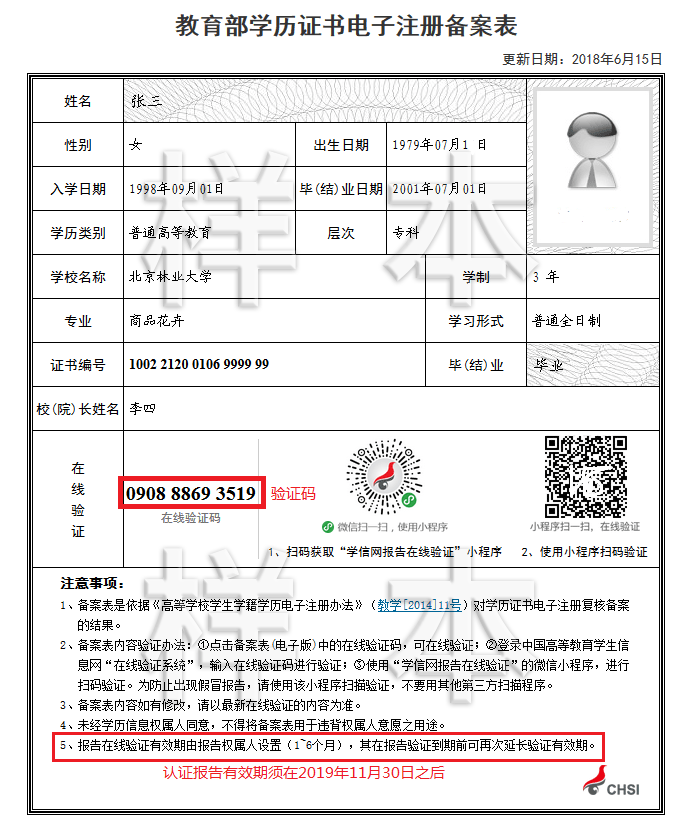 教育部学历证书电子注册备案表
更新日期：2018年6月15日
姓名 张三
性别 女 出生日期 1979年07月1 日
入学日期 1998年09月01日 毕(结)业日期 2001年07月01日
学历类别 普通高等教育 层次 专科
学校名称 北京林业大学 学制 3 年
专业 商品花卉 学习形式 普通全日制
证书编号 1002 2120 0106 9999 99 毕(结)业 毕业
校(院)长姓名 李四
样本
在线验证
0908 8869 3519 验证码
在线验证码
微信扫一扫，使用小程序
小程序扫一扫，在线验证
1、扫码获取“学信网报告在线验证”小程序
2、使用小程序扫码验证
注意事项：
1、备案表是依据《高等学校学生学籍学历电子注册办法》（教学[2014]11号）对学历证书电子注册复核备案
的结果。
2、备案表内容验证办法：①点击备案表(电子版)中的在线验证码，可在线验证；②登录中国高等教育学生信
息网“在线验证系统”，输入在线验证码进行验证；③使用“学信网报告在线验证”的微信小程序，进行
扫码验证。为防止出现假冒报告，请使用该小程序扫描验证，不要用其他第三方扫描程序。
3、备案表内容如有修改，请以最新在线验证的内容为准。
4、未经学历信息权属人同意，不得将备案表用于违背权属人意愿之用途。
5、报告在线验证有效期由报告权属人设置（1~6个月），其在报告验证到期前可再次延长验证有效期。
样本
认证报告有效期须在2019年11月30日之后
CHSI